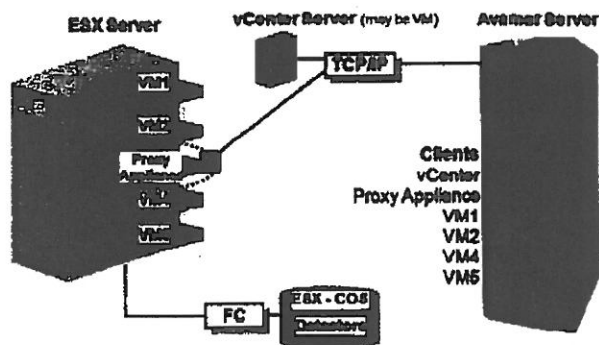 ESX Server
vCenter Server (may be VM)
Avamar Server
TCP/IP
VM1
VM2
Proxy
Appliance
Clients
vCenter
Proxy Appliance
VM1
VM2
VM4
VM5
FC
ESX - COS